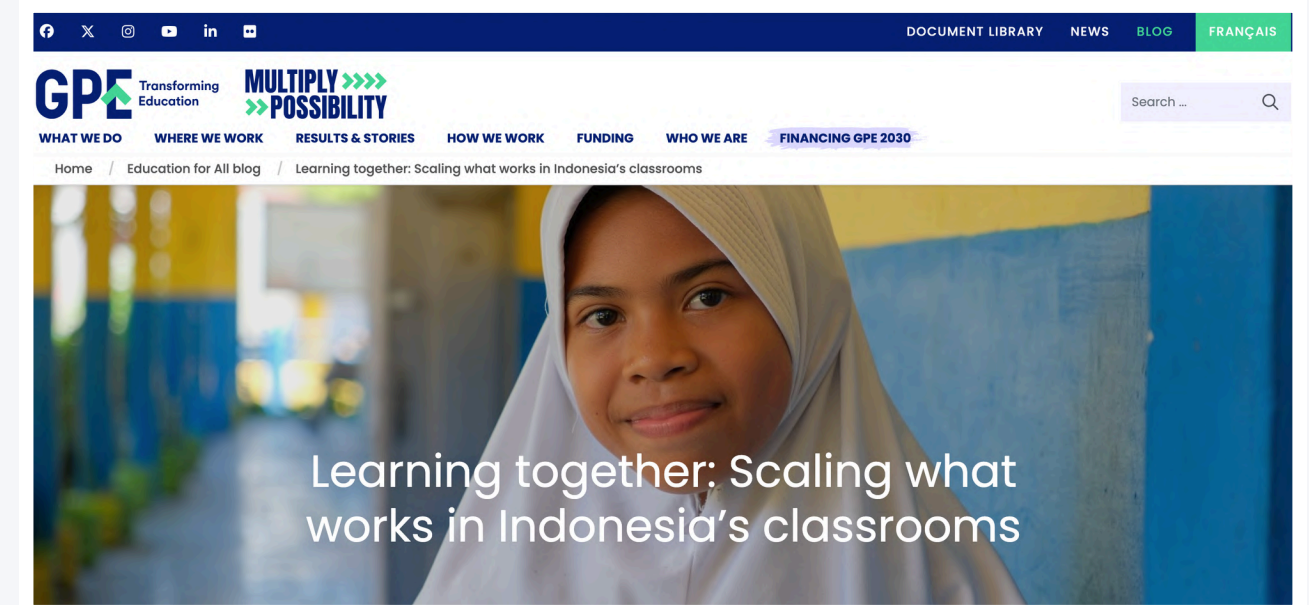 DOCUMENT LIBRARY NEWS BLOG FRANÇAIS
GPE Transforming Education
MULTIPLY >>>>
>> POSSIBILITY
Search ...
WHAT WE DO WHERE WE WORK RESULTS & STORIES HOW WE WORK FUNDING WHO WE ARE FINANCING GPE 2030
Home / Education for All blog / Learning together: Scaling what works in Indonesia's classrooms
Learning together: Scaling what
works in Indonesia's classrooms